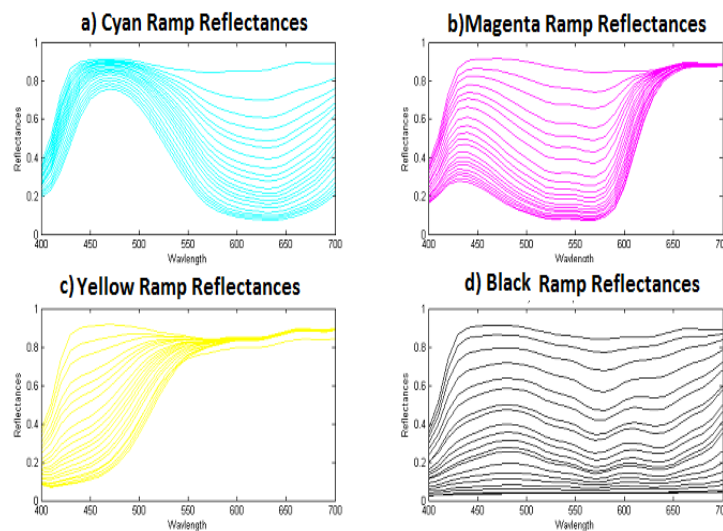 a) Cyan Ramp Reflectances
1
0.8
0.6
0.4
0.2
0
Reflectances
400 450 500 550 600 650 700
Wavlength
b)Magenta Ramp Reflectances
1
0.8
0.6
0.4
0.2
0
Reflectances
400 450 500 550 600 650 700
Wavlength
c) Yellow Ramp Reflectances
1
0.8
0.6
0.4
0.2
0
Reflectances
400 450 500 550 600 650 700
Wavlength
d) Black Ramp Reflectances
1
0.8
0.6
0.4
0.2
0
Reflectances
400 450 500 550 600 650 700
Wavlength